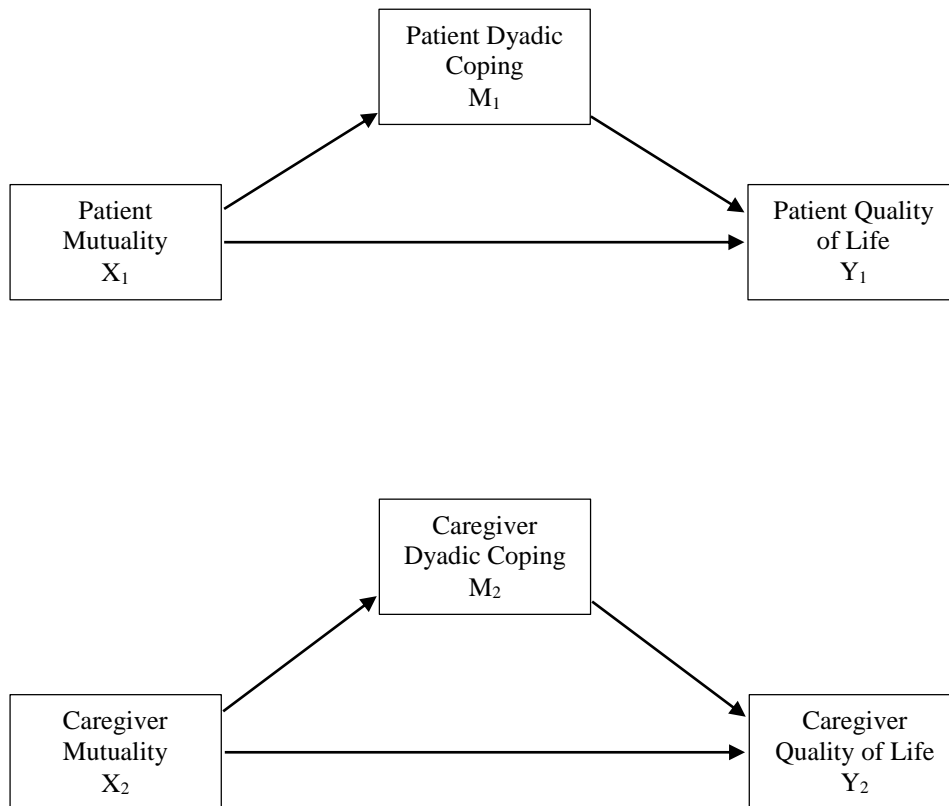 Patient Dyadic
Coping
M₁
Patient
Mutuality
X₁
Patient Quality
of Life
Y₁
Caregiver
Dyadic Coping
M₂
Caregiver
Mutuality
X₂
Caregiver
Quality of Life
Y₂